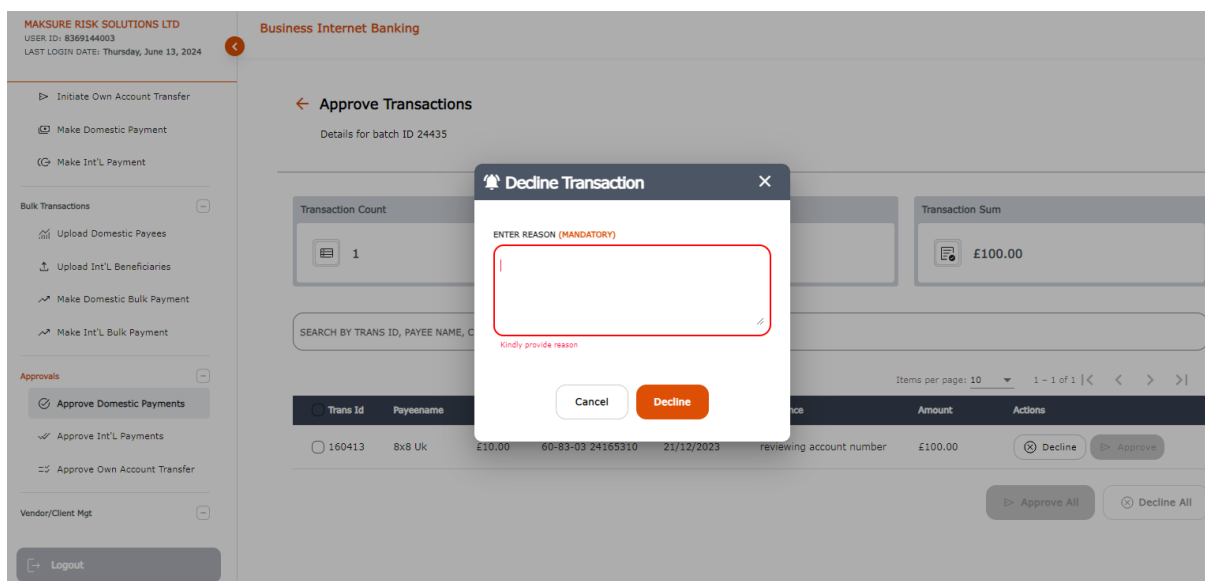 MAKSURE RISK SOLUTIONS LTD
USER ID: 8369144003
LAST LOGIN DATE: Thursday, June 13, 2024
Business Internet Banking
Initiate Own Account Transfer
Make Domestic Payment
Make Int'L Payment
Bulk Transactions
Upload Domestic Payees
Upload Int'L Beneficiaries
Make Domestic Bulk Payment
Make Int'L Bulk Payment
Approvals
Approve Domestic Payments
Approve Int'L Payments
Approve Own Account Transfer
Vendor/Client Mgt
Logout
Approve Transactions
Details for batch ID 24435
Transaction Count
1
Transaction Sum
£100.00
SEARCH BY TRANS ID, PAYEE NAME, C
Items per page: 10 1 – 1 of 1
Trans Id Payeename Amount Actions
160413 8x8 Uk £10.00 60-83-03 24165310 21/12/2023 reviewing account number £100.00 Decline Approve
Approve All Decline All
Decline Transaction
ENTER REASON (MANDATORY)
Kindly provide reason
Cancel Decline